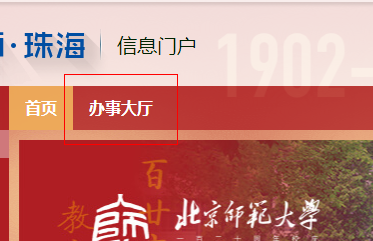 ·珠海 信息门户
1902-
首页 办事大厅
百廿
教
北京师范大学